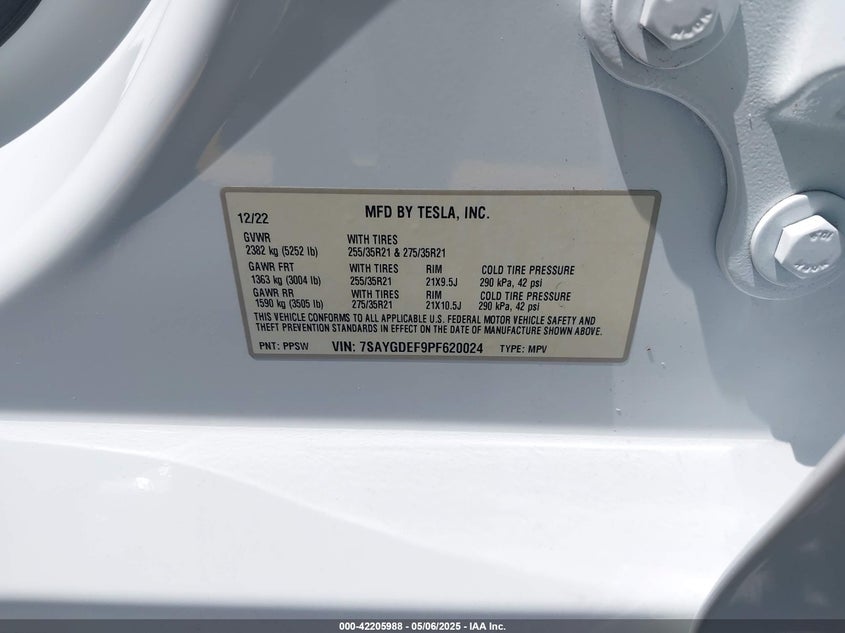 12/22 MFD BY TESLA, INC.
GVWR WITH TIRES
2382 kg (5252 lb) 255/35R21 & 275/35R21
GAWR FRT WITH TIRES RIM COLD TIRE PRESSURE
1363 kg (3004 lb) 255/35R21 21X9.5J 290 kPa, 42 psi
GAWR RR WITH TIRES RIM COLD TIRE PRESSURE
1590 kg (3505 lb) 275/35R21 21X10.5J 290 kPa, 42 psi
THIS VEHICLE CONFORMS TO ALL APPLICABLE U.S. FEDERAL MOTOR VEHICLE SAFETY AND
THEFT PREVENTION STANDARDS IN EFFECT ON THE DATE OF MANUFACTURE SHOWN ABOVE.
PNT: PPSW VIN: 7SAYGDEF9PF620024 TYPE: MPV
000-42205988 - 05/06/2025 - IAA Inc.